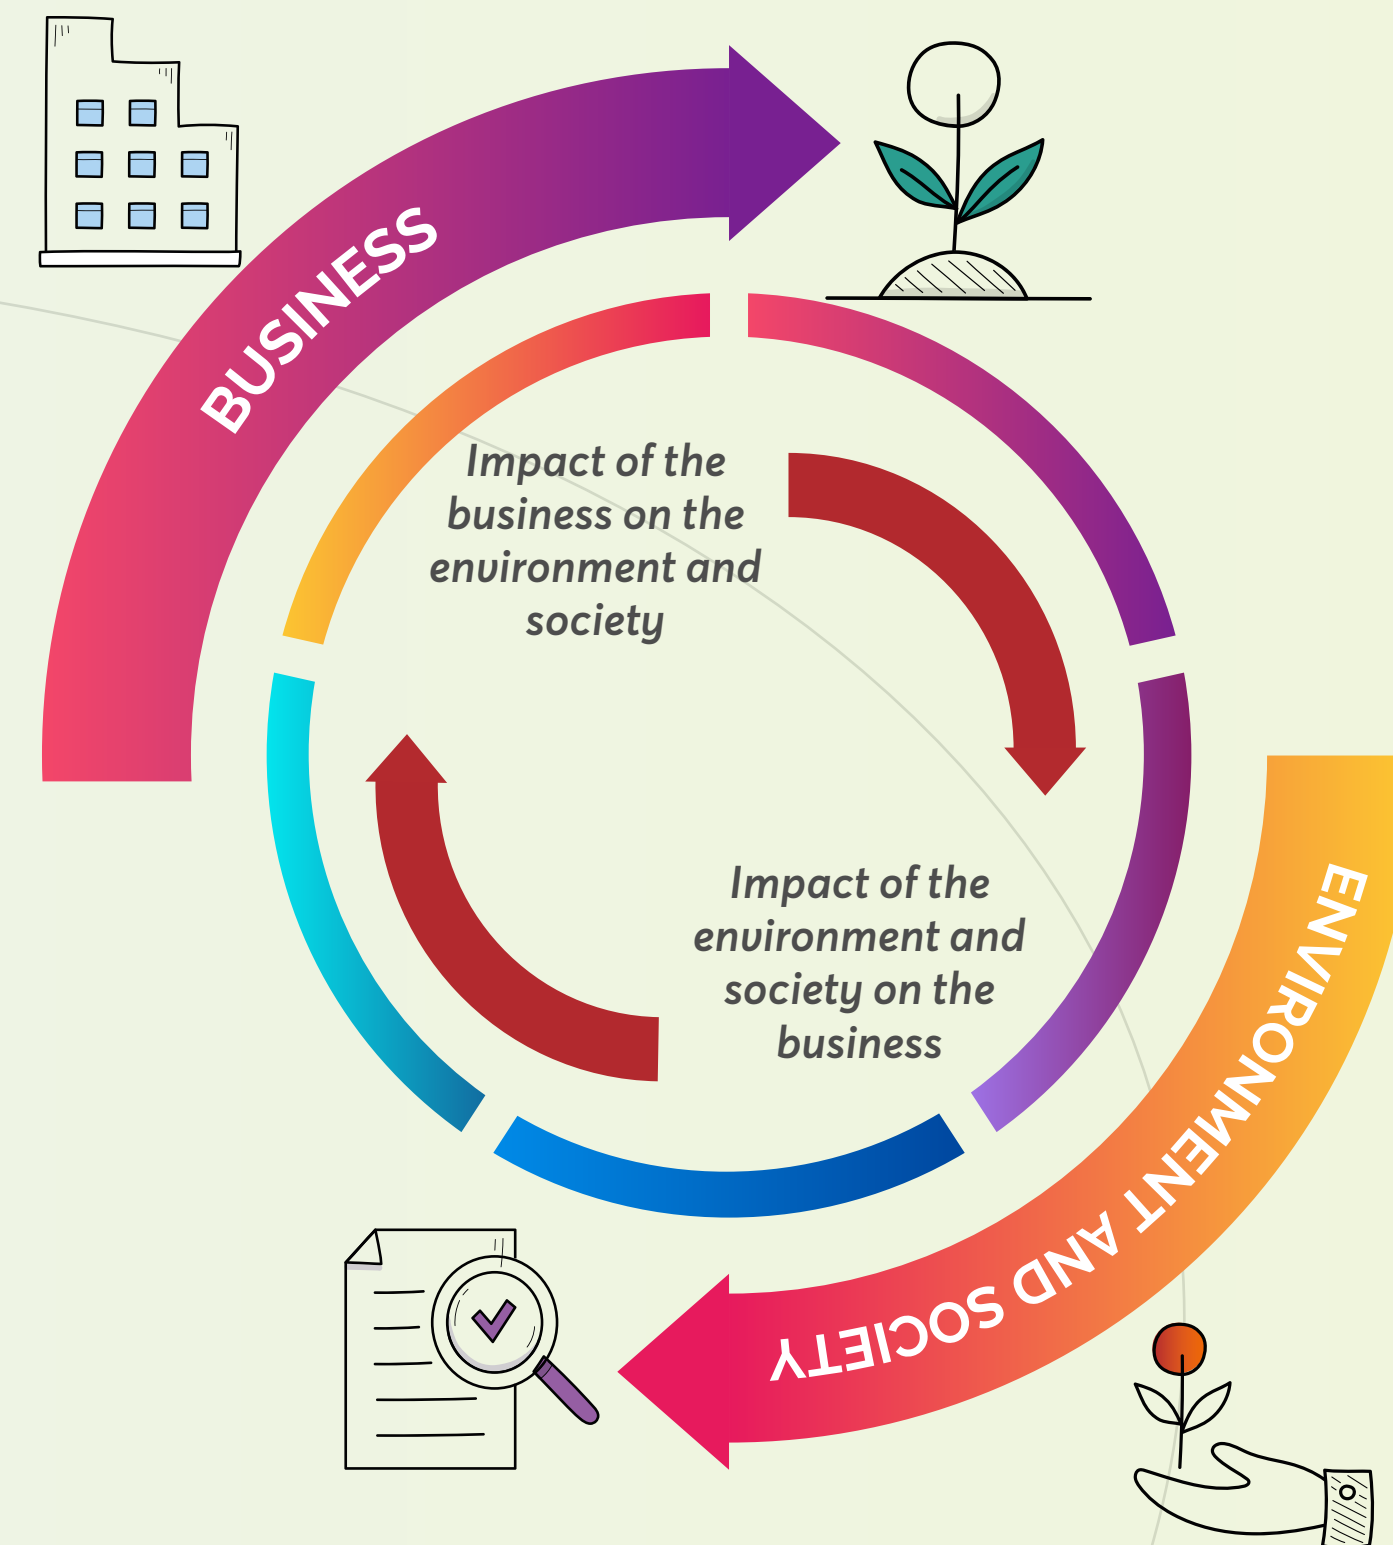 BUSINESS
Impact of the
business on the
environment and
society
Impact of the
environment and
society on the
business
ENVIRONMENT AND SOCIETY